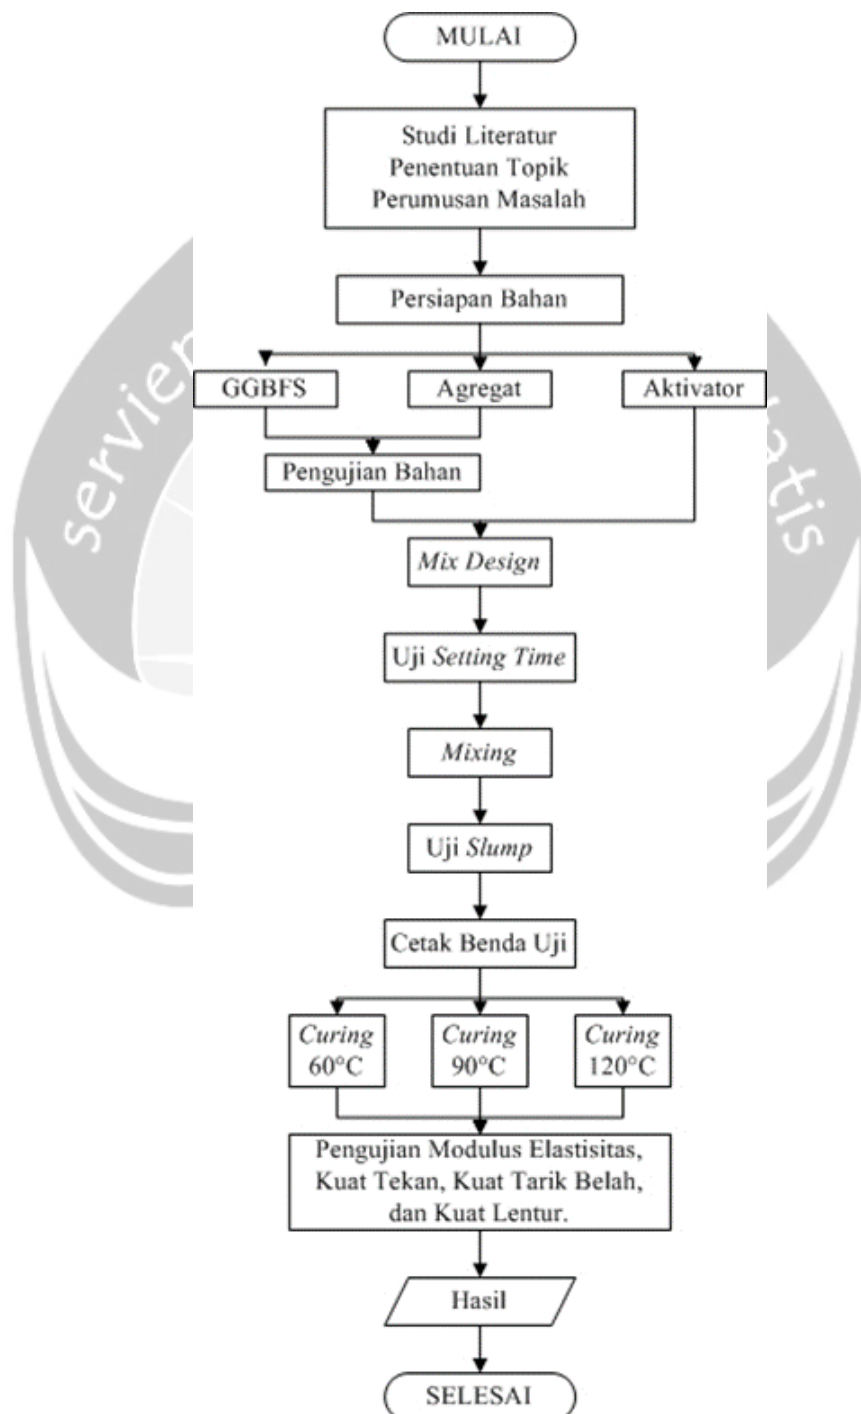 MULAI
Studi Literatur
Penentuan Topik
Perumusan Masalah
Persiapan Bahan
GGBFS
Agregat
Aktivator
Pengujian Bahan
Mix Design
Uji Setting Time
Mixing
Uji Slump
Cetak Benda Uji
Curing
60°C
Curing
90°C
Curing
120°C
Pengujian Modulus Elastisitas,
Kuat Tekan, Kuat Tarik Belah,
dan Kuat Lentur.
Hasil
SELESAI
servien
atis